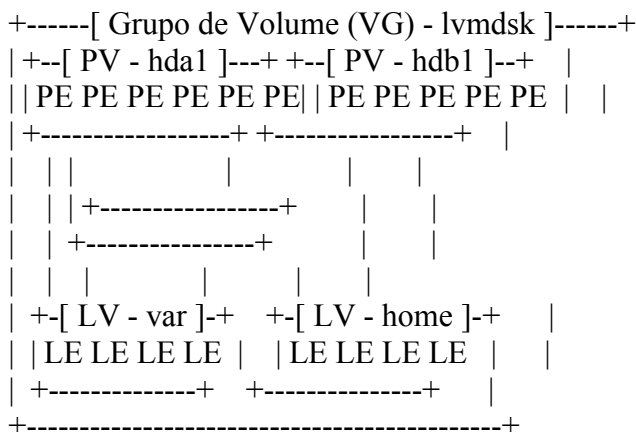 +------[ Grupo de Volume (VG) - lvmdsk ]------+
| +--[ PV - hda1 ]---+ +--[ PV - hdb1 ]--+    |
| | PE PE PE PE PE PE| | PE PE PE PE PE  |    |
| +------------------+ +-----------------+    |
|    |  |                |            |       |
|    |  | +-----------------+        |        |
|    |  +----------------+          |        |
|    |   |            |          |       |
| +-[ LV - var ]-+    +-[ LV - home ]-+       |
| | LE LE LE LE  |    | LE LE LE LE   |       |
| +--------------+    +---------------+       |
+---------------------------------------------+